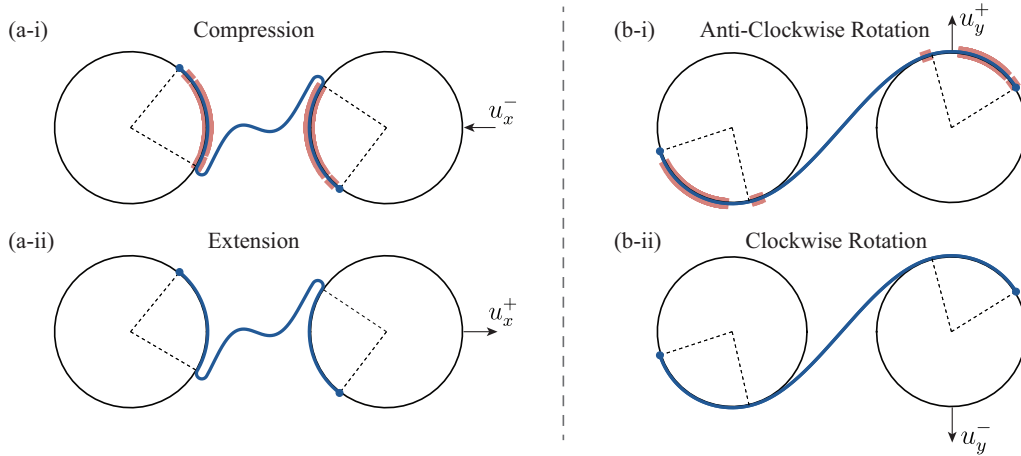 (a-i) Compression
u_x^-
(a-ii) Extension
u_x^+
(b-i) Anti-Clockwise Rotation
u_y^+
(b-ii) Clockwise Rotation
u_y^-